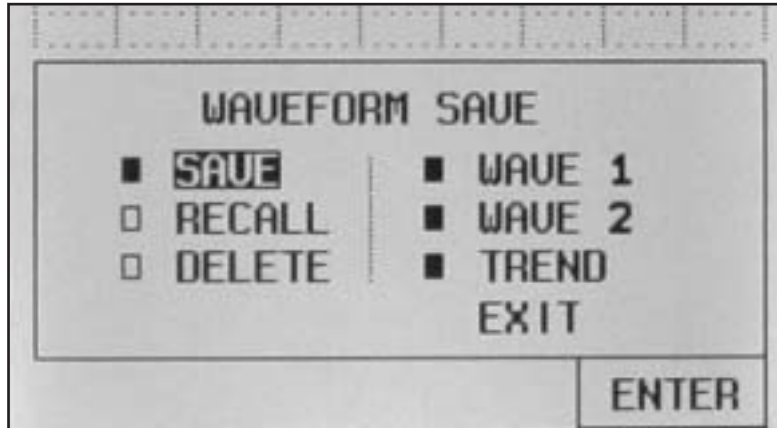 WAVEFORM SAVE
SAVE
RECALL
DELETE
WAVE 1
WAVE 2
TREND
EXIT
ENTER